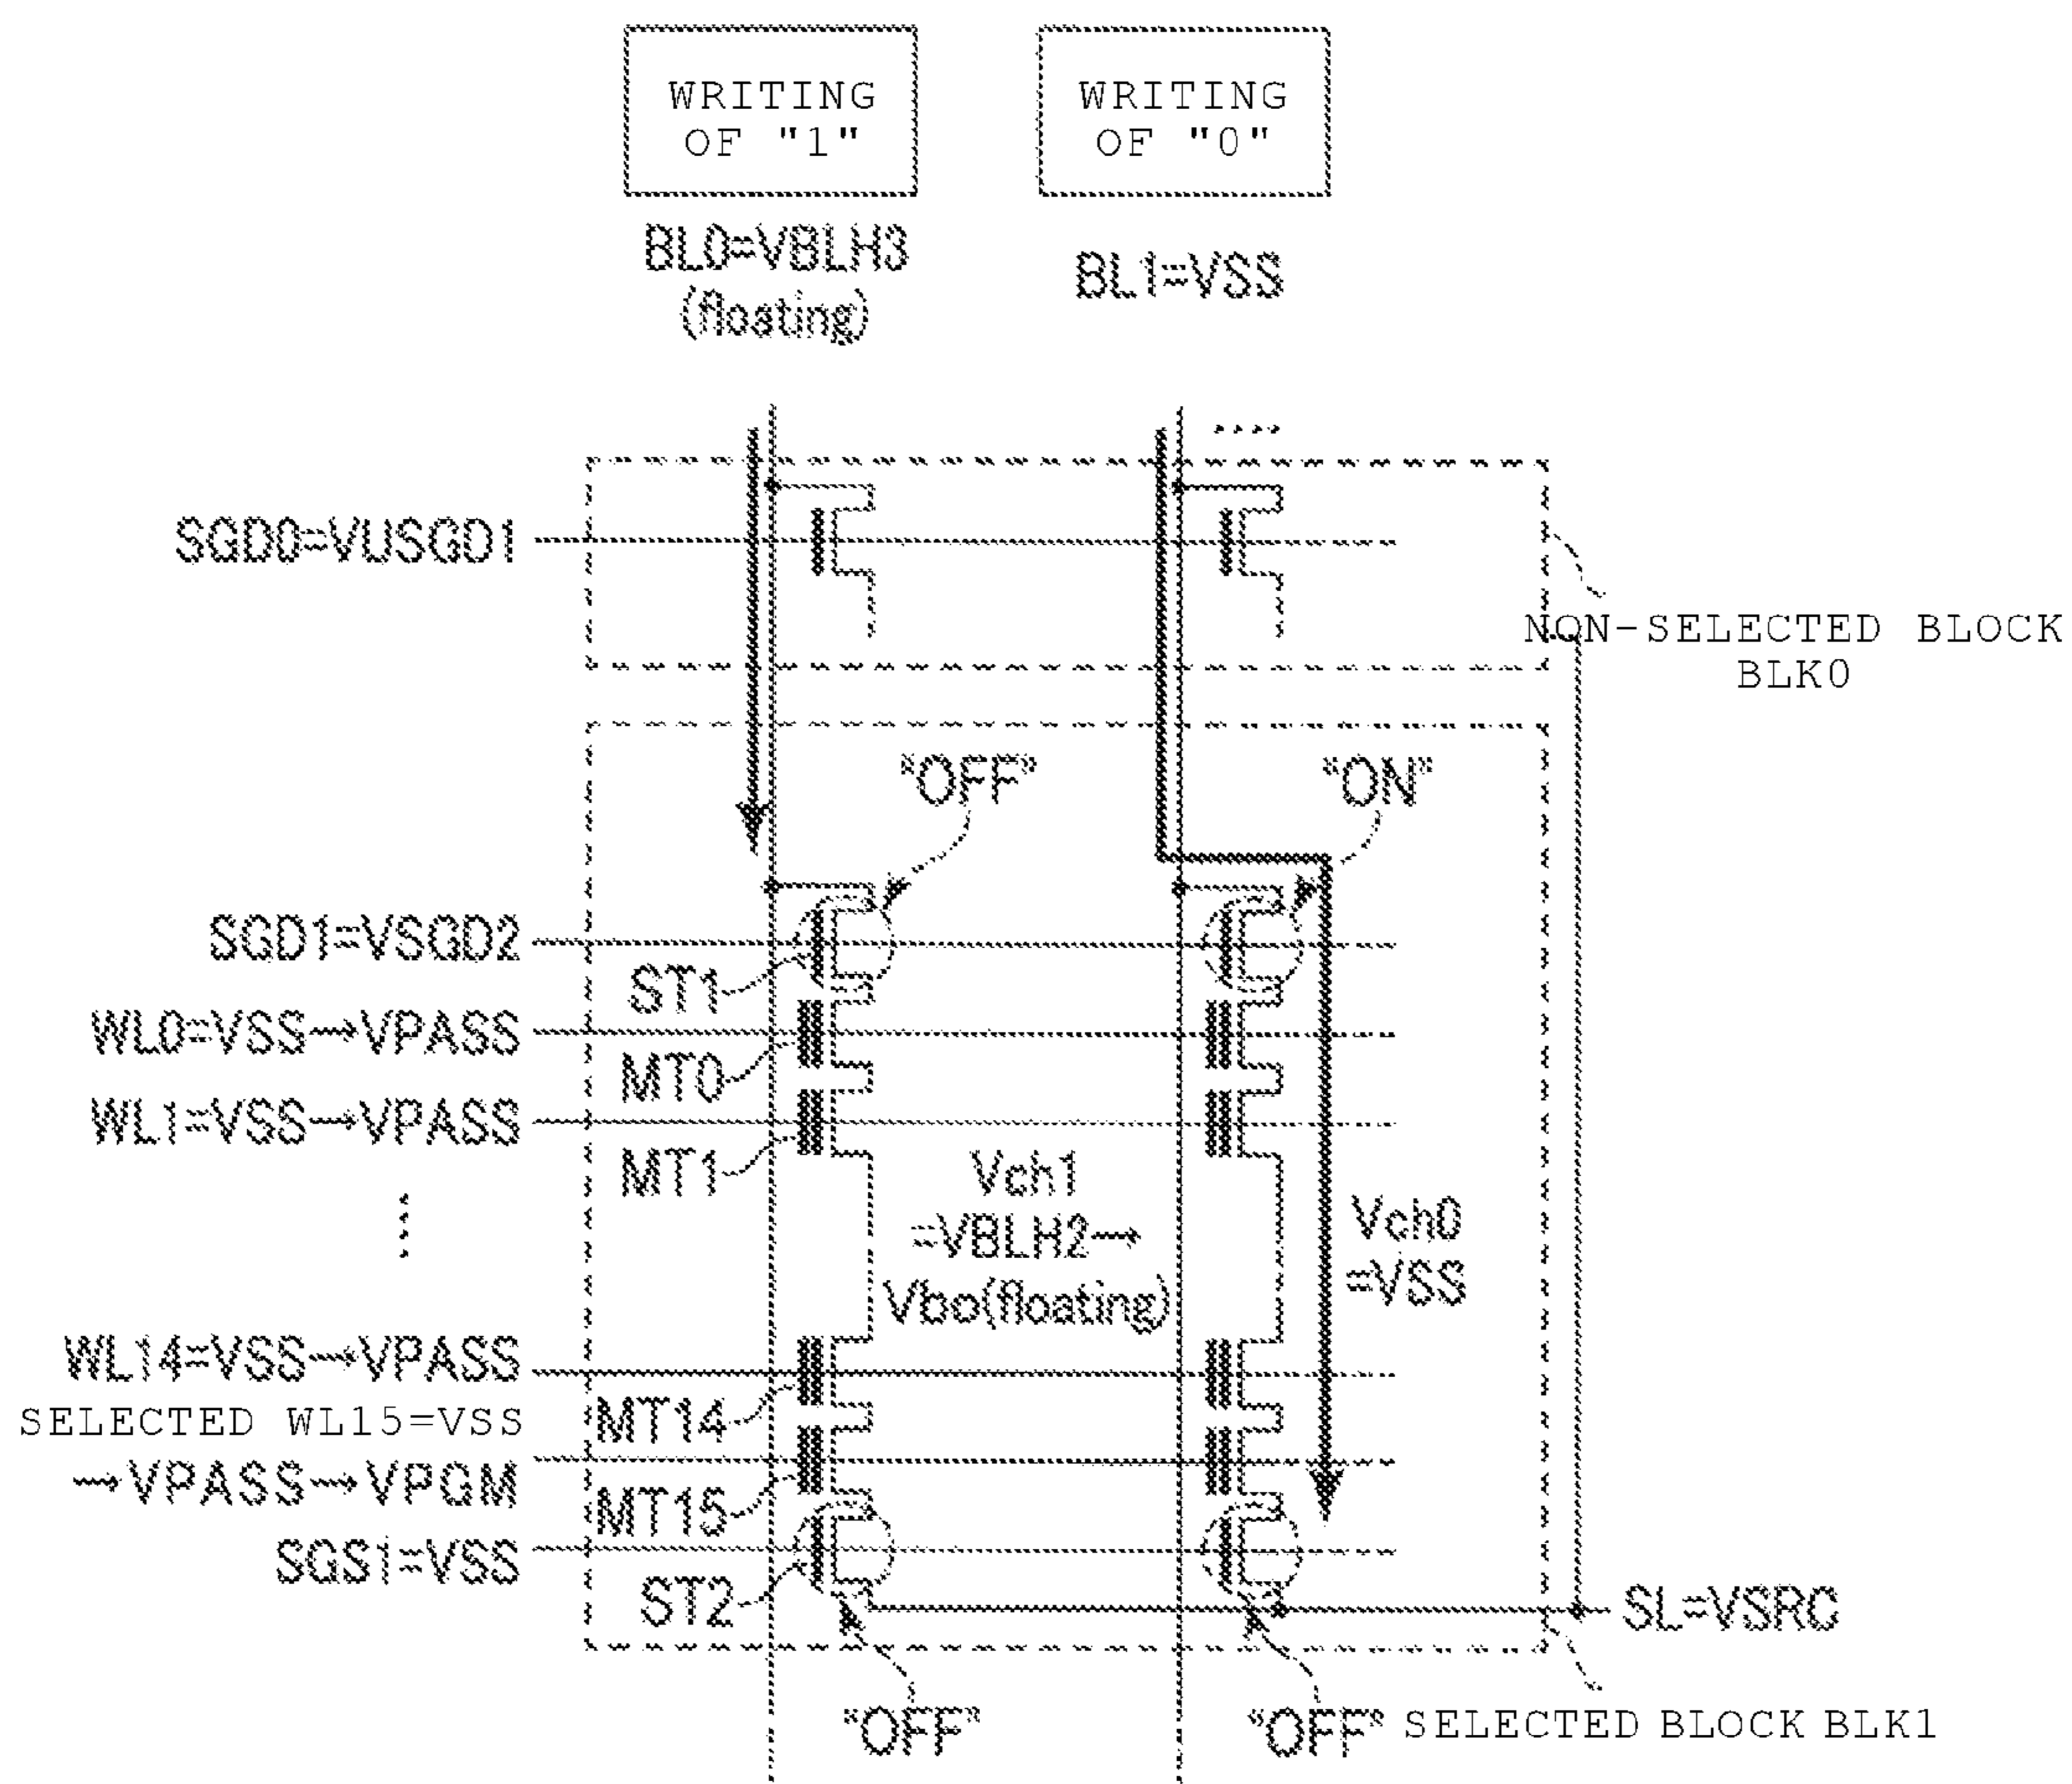 WRITING
OF "1"
WRITING
OF "0"
BL0=VBLH3
(floating)
BL1=VSS
SGD0=VUSGD1
NON-SELECTED BLOCK
BLK0
"OFF"
"ON"
SGD1=VSGD2
ST1
WL0=VSS→VPASS
MT0
WL1=VSS→VPASS
MT1
Vch1
=VBLH2→
Vbo(floating)
Vch0
=VSS
WL14=VSS→VPASS
MT14
SELECTED WL15=VSS
→VPASS→VPGM
MT15
SGS1=VSS
ST2
SL=VSRC
"OFF"
"OFF"
SELECTED BLOCK BLK1